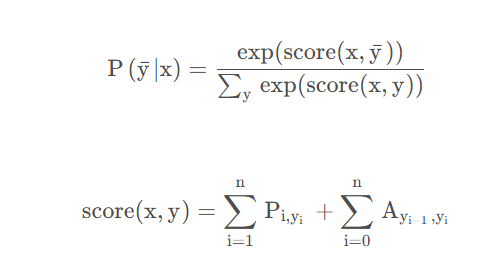 P(ȳ|x) = exp(score(x, ȳ)) / ∑_y exp(score(x, y))
score(x, y) = ∑_{i=1}^{n} P_{i,y_i} + ∑_{i=0}^{n} A_{y_{i−1},y_i}